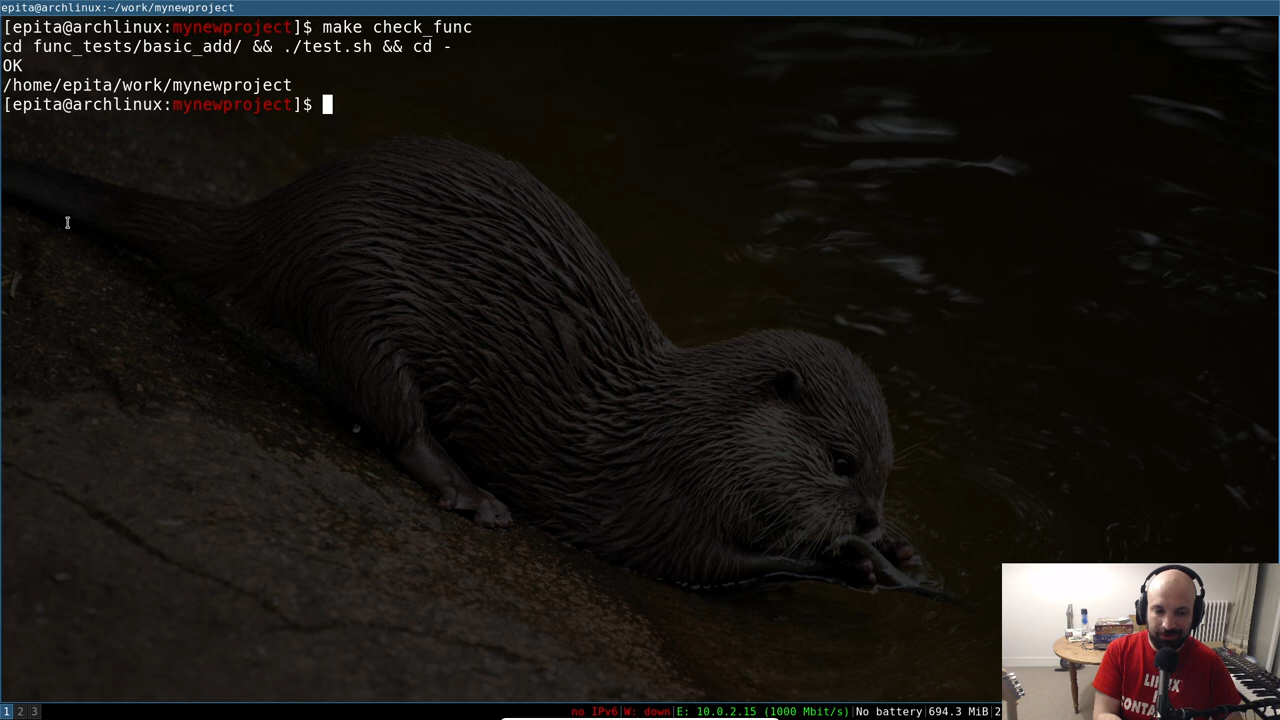 epita@archlinux:~/work/mynewproject
[epita@archlinux:mynewproject]$ make check_func
cd func_tests/basic_add/ && ./test.sh && cd -
OK
/home/epita/work/mynewproject
[epita@archlinux:mynewproject]$
1 2 3
no IPv6|W: down|E: 10.0.2.15 (1000 Mbit/s)|No battery|694.3 MiB|2